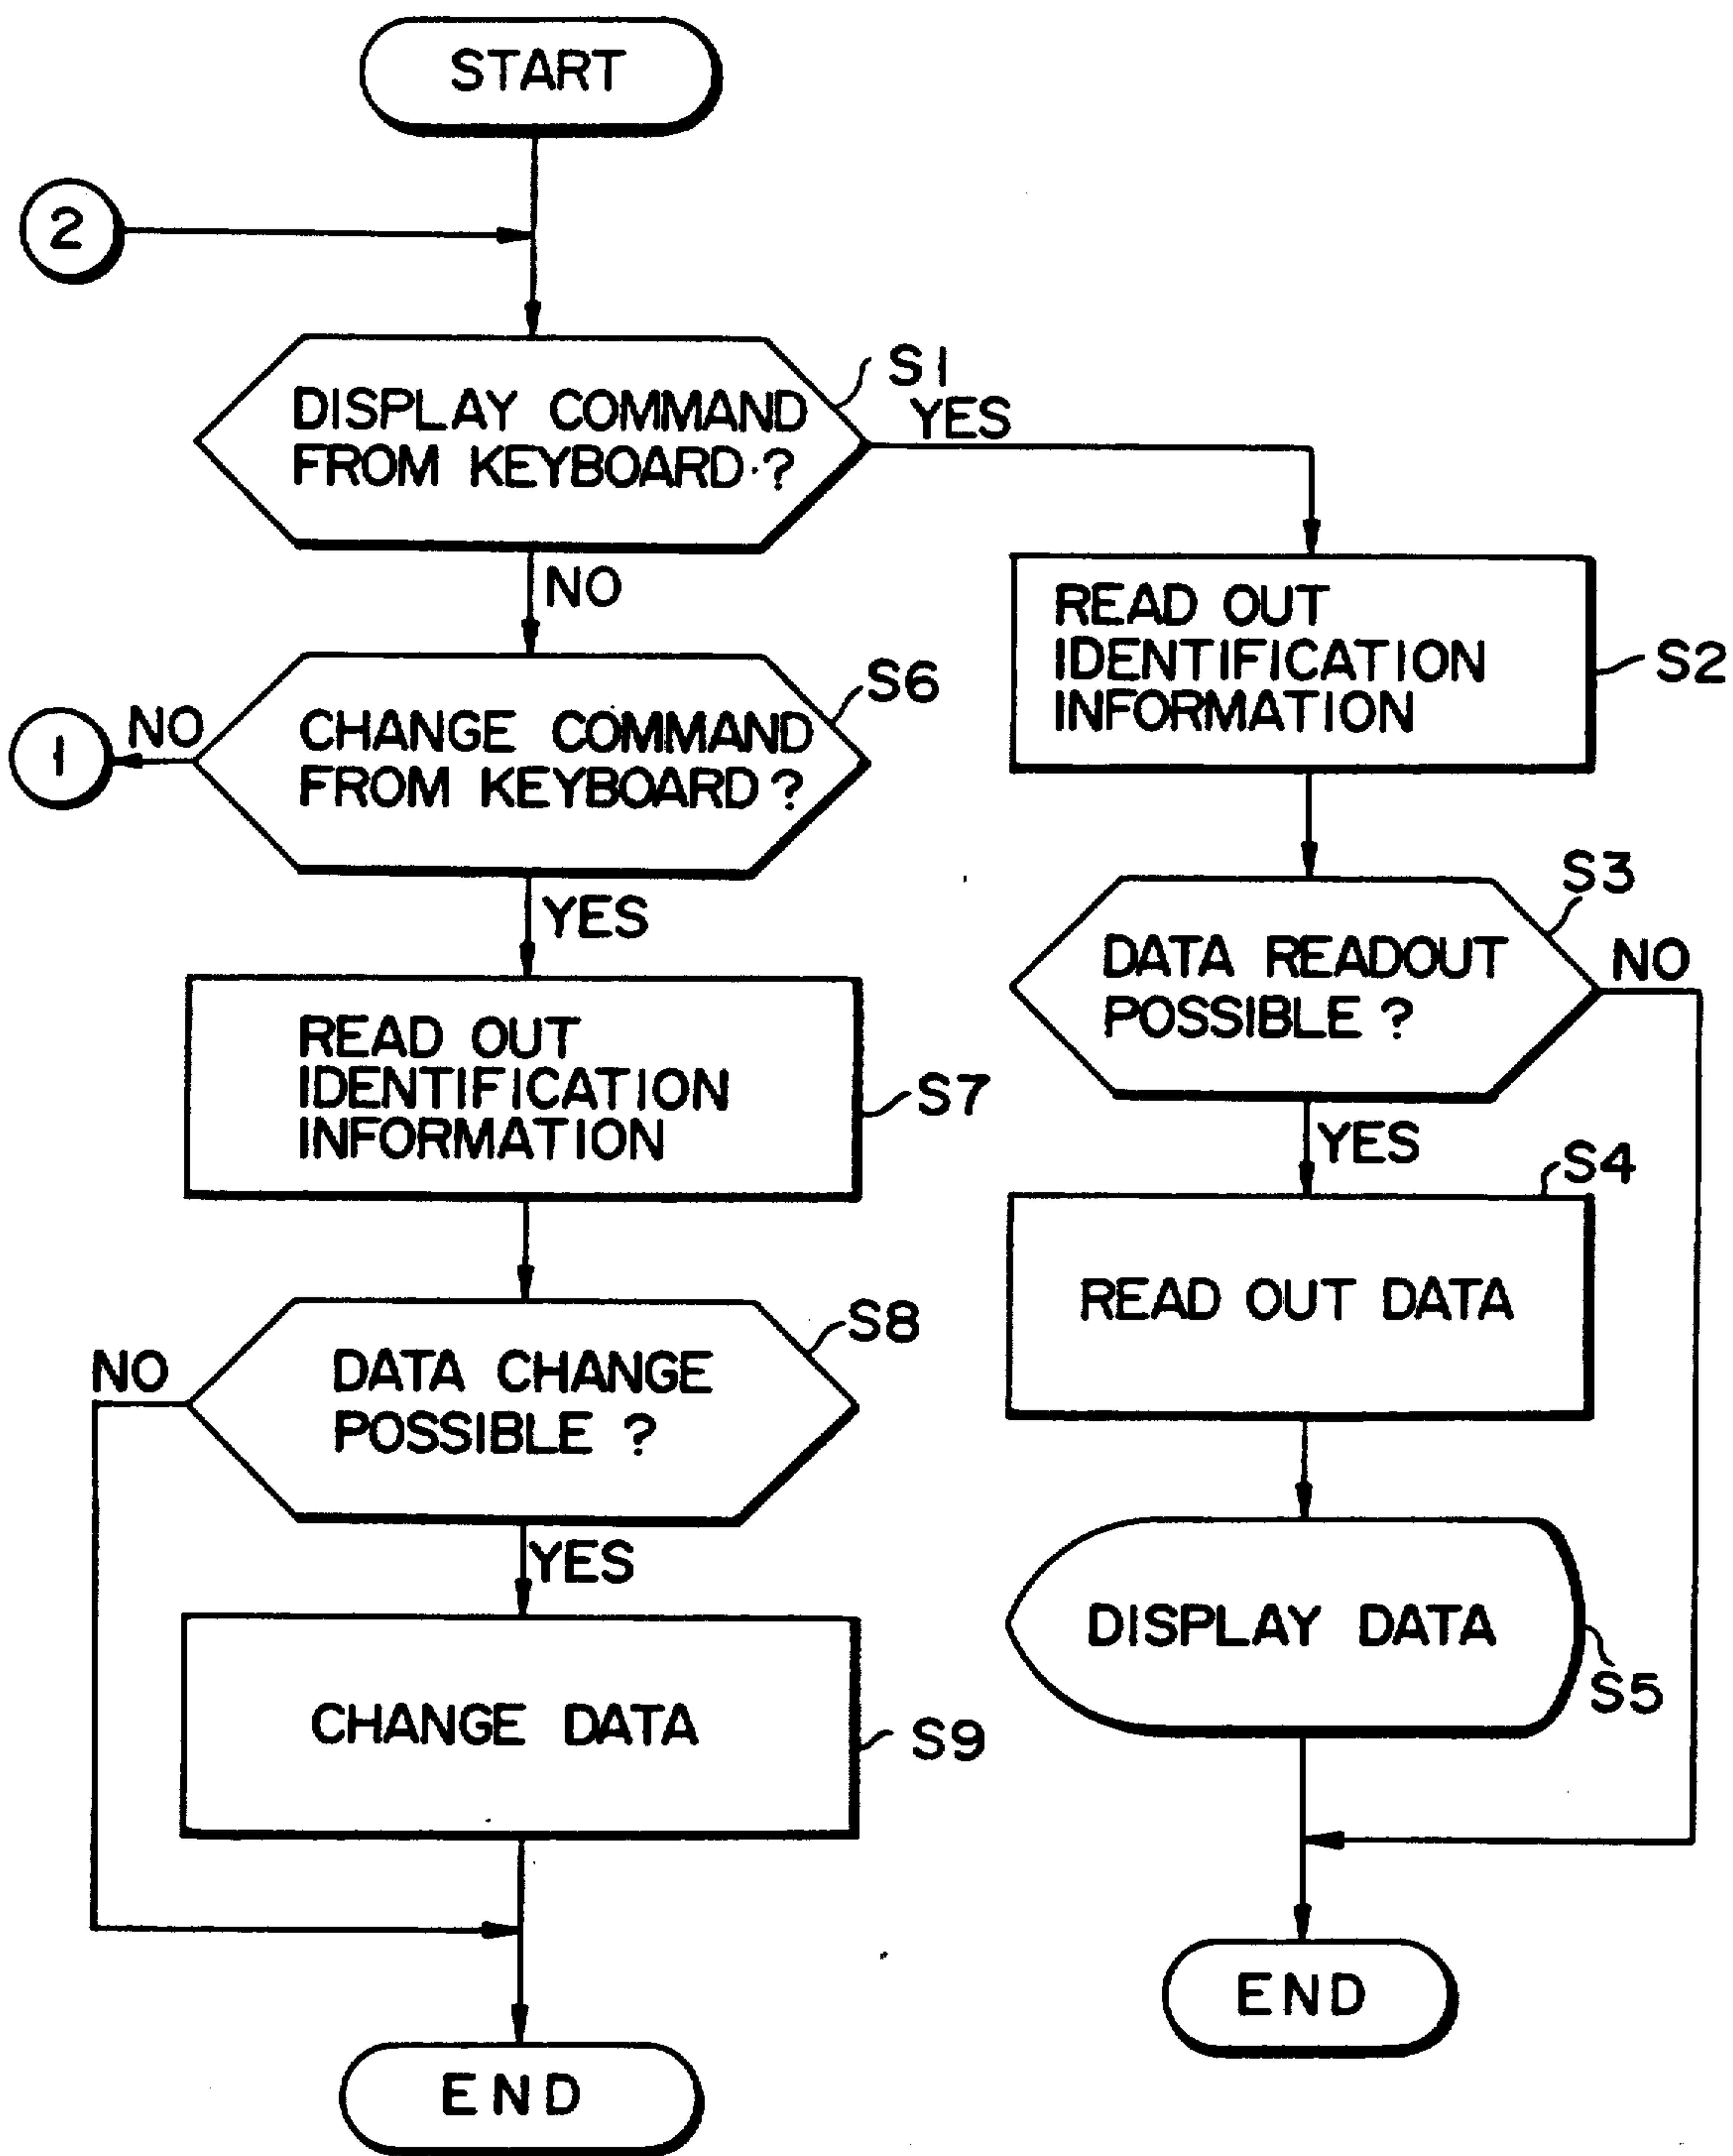 START
2
S1
YES
DISPLAY COMMAND
FROM KEYBOARD ?
NO
READ OUT
IDENTIFICATION
INFORMATION
S2
S6
NO
1
CHANGE COMMAND
FROM KEYBOARD ?
YES
S3
DATA READOUT
POSSIBLE ?
NO
READ OUT
IDENTIFICATION
INFORMATION
S7
YES
S4
READ OUT DATA
S8
NO
DATA CHANGE
POSSIBLE ?
YES
DISPLAY DATA
S5
CHANGE DATA
S9
END
END